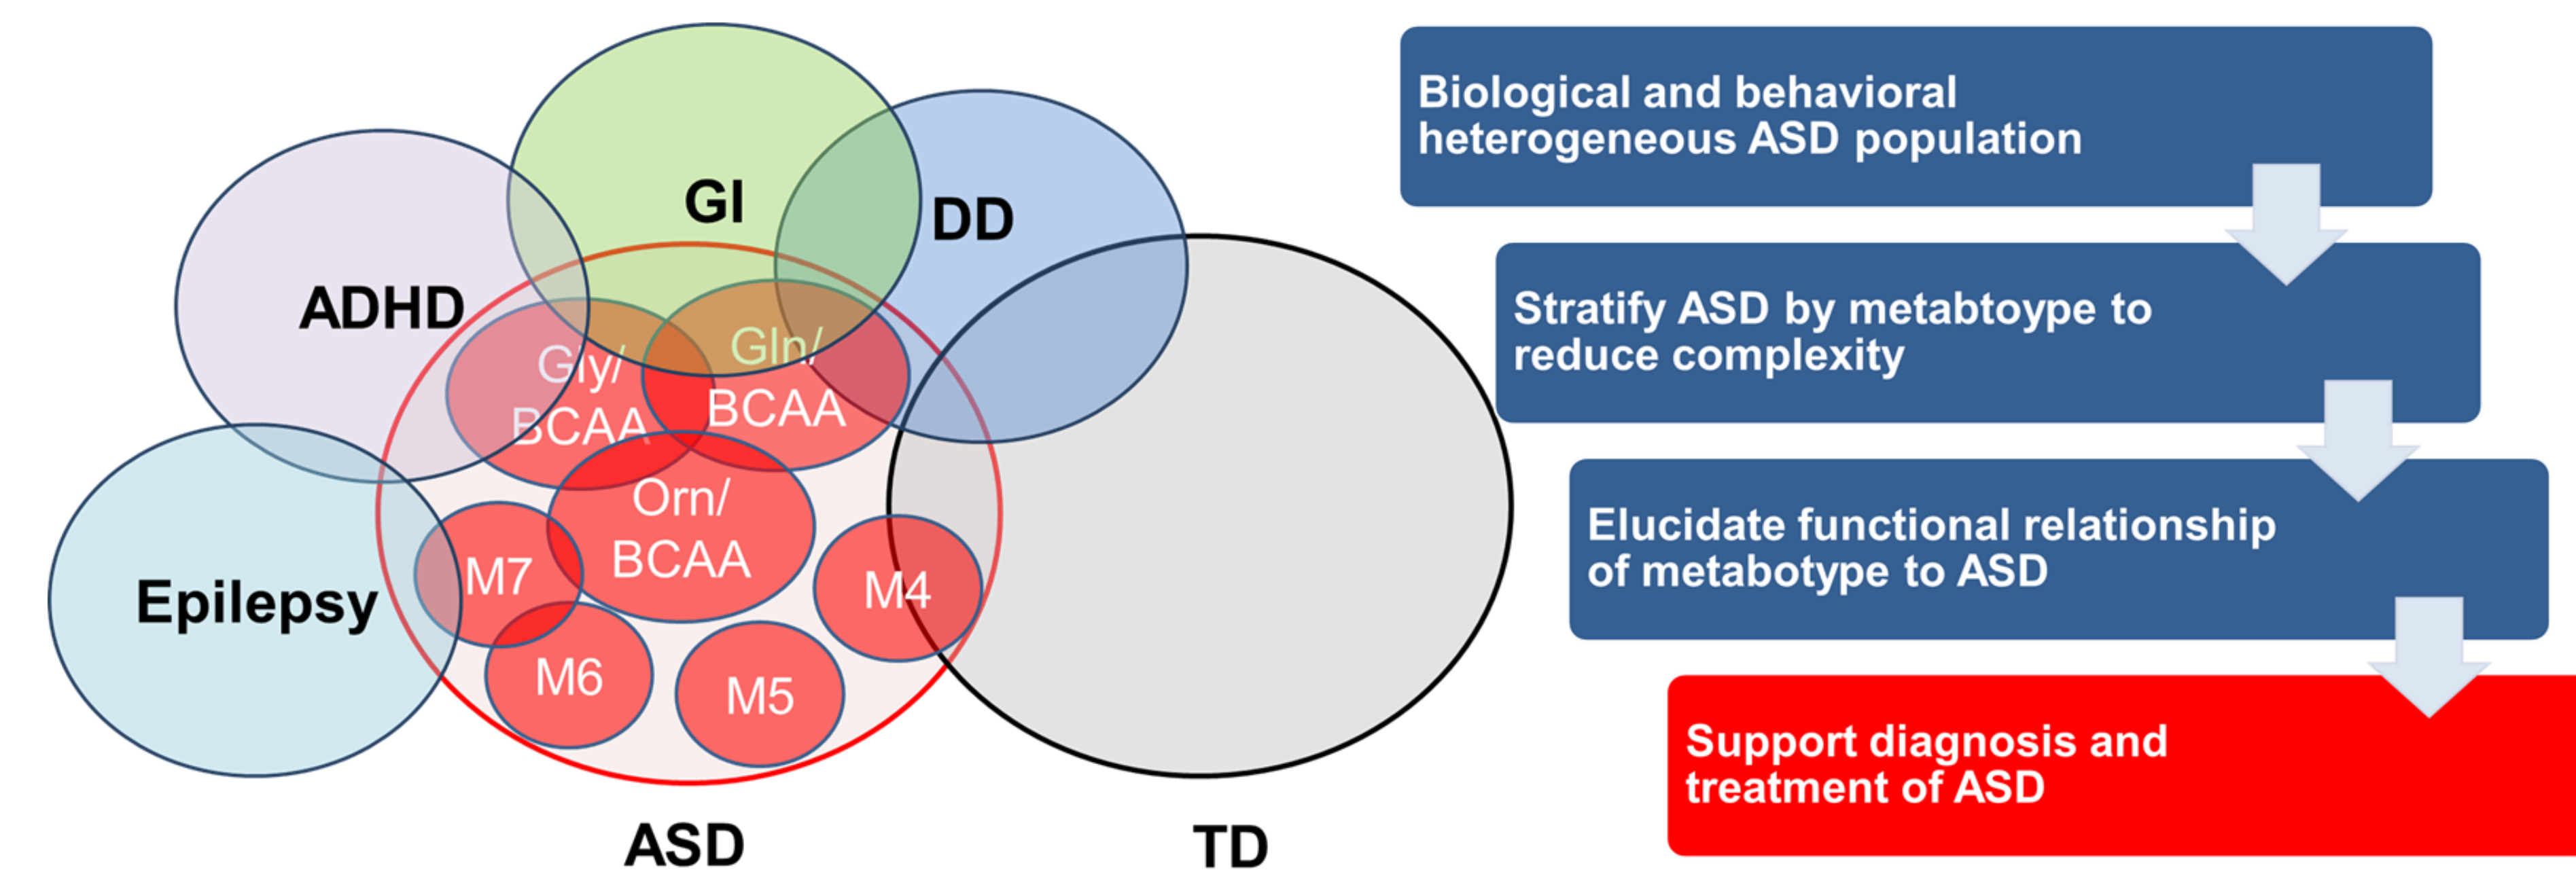 GI
DD
ADHD
Gly/
BCAA
Gln/
BCAA
Orn/
BCAA
Epilepsy
M7
M4
M6
M5
ASD
TD
Biological and behavioral
heterogeneous ASD population
Stratify ASD by metabtoype to
reduce complexity
Elucidate functional relationship
of metabotype to ASD
Support diagnosis and
treatment of ASD